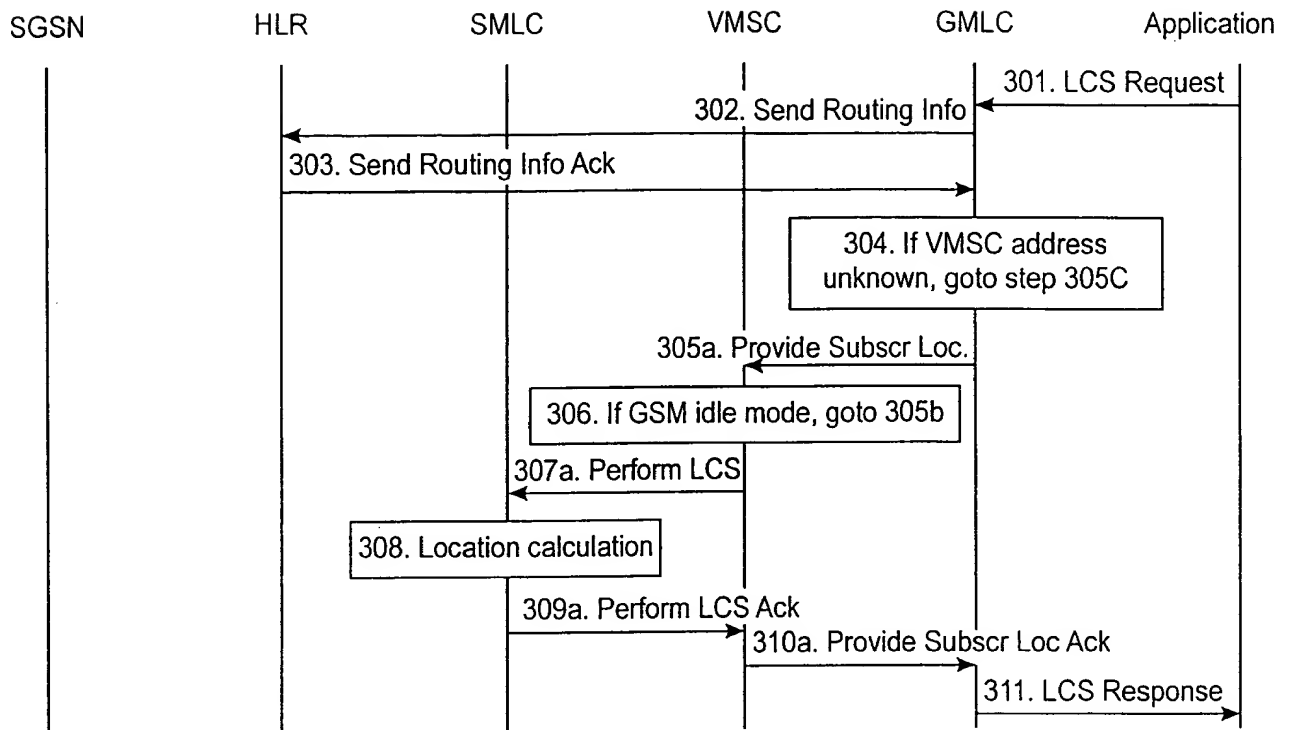 SGSN
HLR
SMLC
VMSC
GMLC
Application
301. LCS Request
302. Send Routing Info
303. Send Routing Info Ack
304. If VMSC address
unknown, goto step 305C
305a. Provide Subscr Loc.
306. If GSM idle mode, goto 305b
307a. Perform LCS
308. Location calculation
309a. Perform LCS Ack
310a. Provide Subscr Loc Ack
311. LCS Response